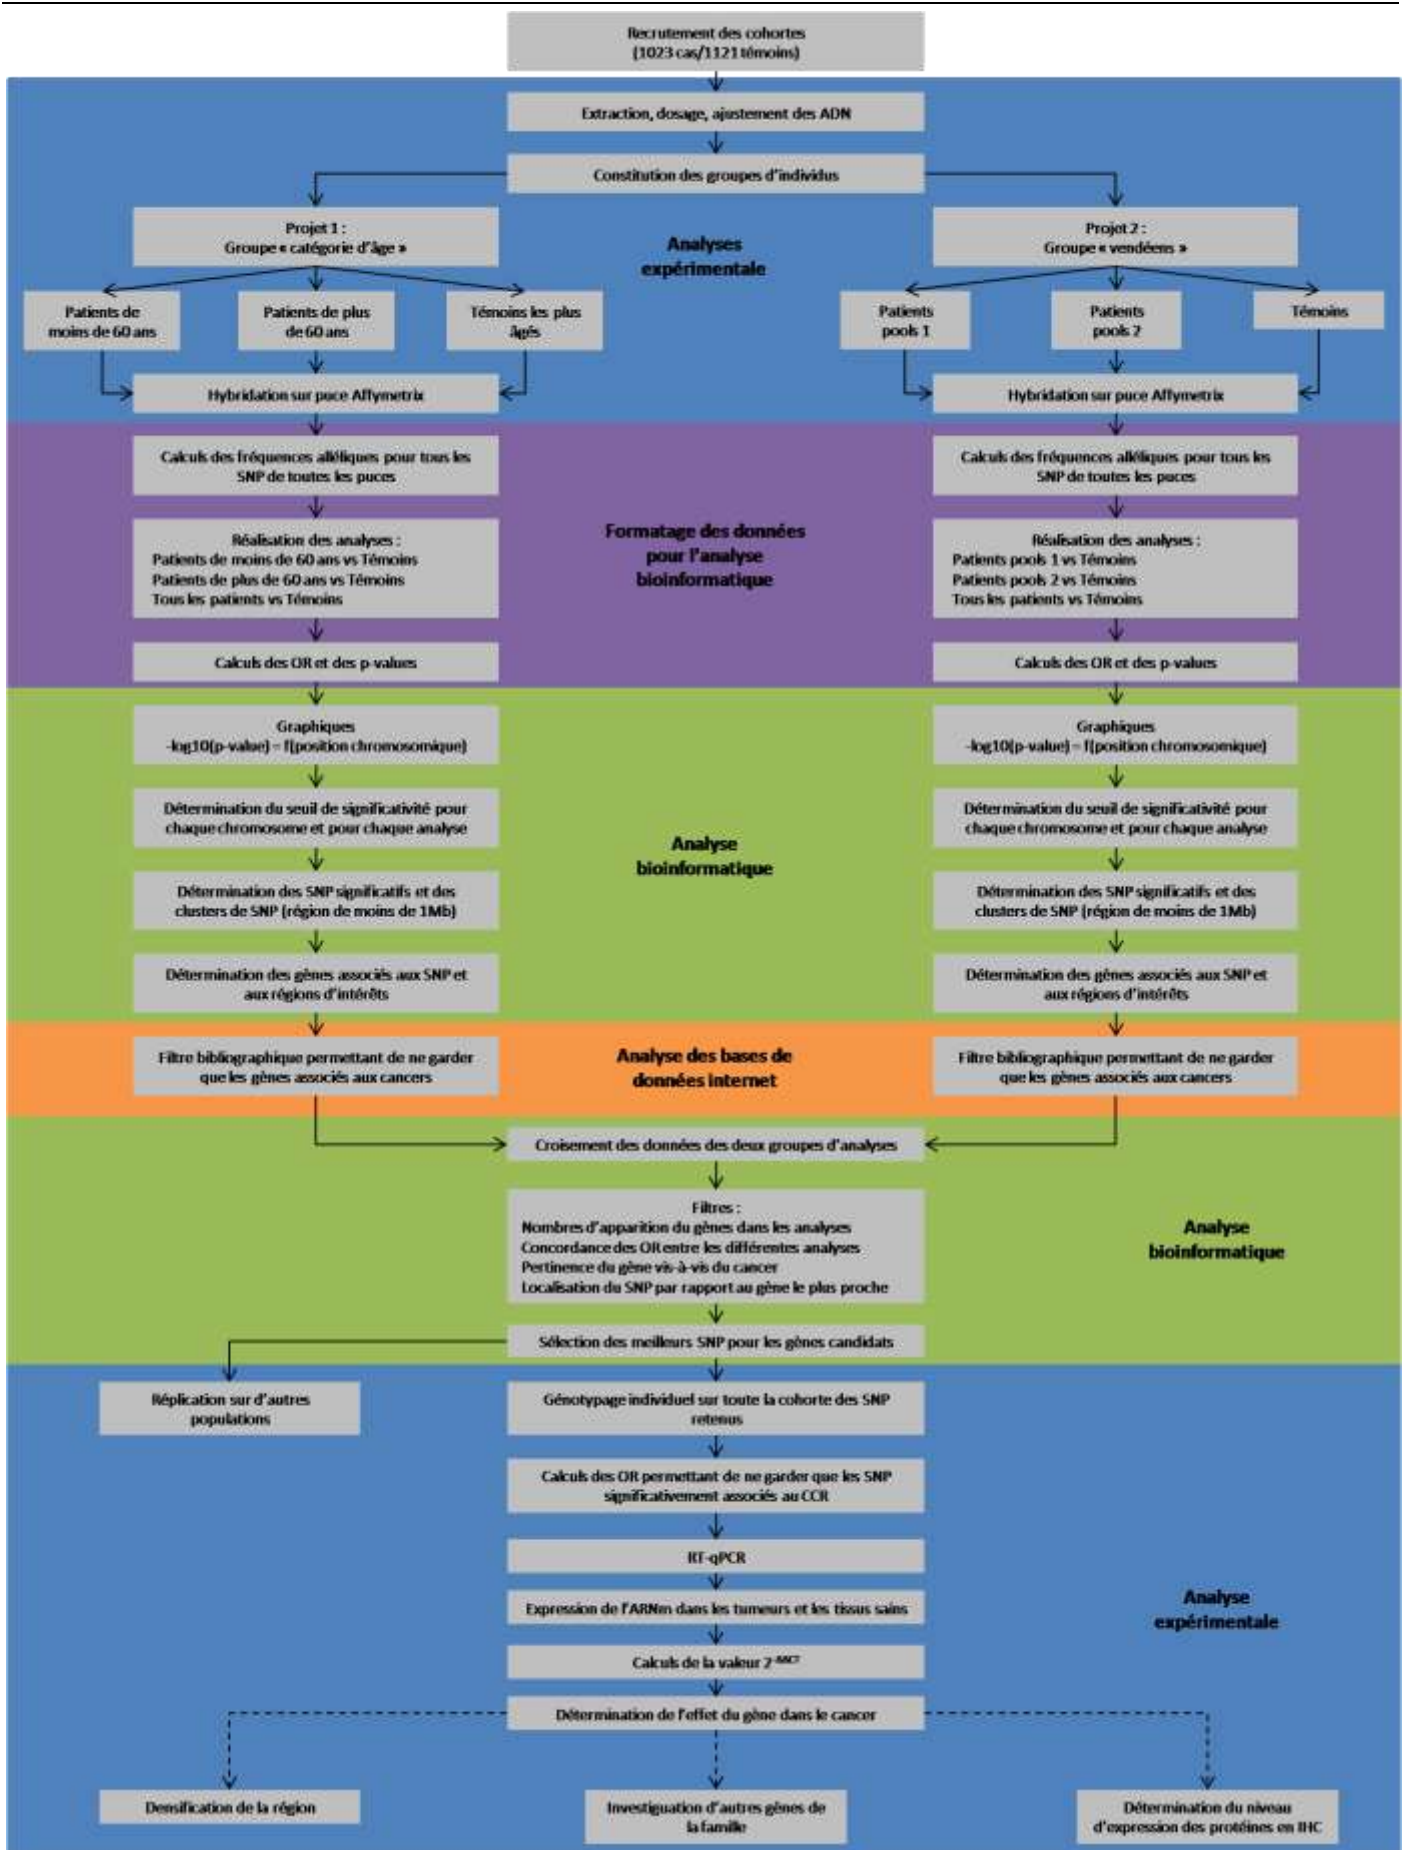 Recrutement des cohortes
(1023 cas/1121 témoins)
Extraction, dosage, ajustement des ADN
Constitution des groupes d'individus
Projet 1 :
Groupe « catégorie d'âge »
Analyses
expérimentale
Projet 2 :
Groupe « vendéens »
Patients de
moins de 60 ans
Patients de plus
de 60 ans
Témoins les plus
âgés
Patients
pools 1
Patients
pools 2
Témoins
Hybridation sur puce Affymetrix
Hybridation sur puce Affymetrix
Calculs des fréquences alléliques pour tous les
SNP de toutes les puces
Calculs des fréquences alléliques pour tous les
SNP de toutes les puces
Réalisation des analyses :
Patients de moins de 60 ans vs Témoins
Patients de plus de 60 ans vs Témoins
Tous les patients vs Témoins
Formatage des données
pour l'analyse
bioinformatique
Réalisation des analyses :
Patients pools 1 vs Témoins
Patients pools 2 vs Témoins
Tous les patients vs Témoins
Calculs des OR et des p-values
Calculs des OR et des p-values
Graphiques
-log10(p-value) = f(position chromosomique)
Graphiques
-log10(p-value) = f(position chromosomique)
Détermination du seuil de significativité pour
chaque chromosome et pour chaque analyse
Analyse
bioinformatique
Détermination du seuil de significativité pour
chaque chromosome et pour chaque analyse
Détermination des SNP significatifs et des
clusters de SNP (région de moins de 1Mb)
Détermination des SNP significatifs et des
clusters de SNP (région de moins de 1Mb)
Détermination des gènes associés aux SNP et
aux régions d'intérêts
Détermination des gènes associés aux SNP et
aux régions d'intérêts
Filtre bibliographique permettant de ne garder
que les gènes associés aux cancers
Analyse des bases de
données internet
Filtre bibliographique permettant de ne garder
que les gènes associés aux cancers
Croisement des données des deux groupes d'analyses
Filtres :
Nombres d'apparition du gènes dans les analyses
Concordance des OR entre les différentes analyses
Pertinence du gène vis-à-vis du cancer
Localisation du SNP par rapport au gène le plus proche
Analyse
bioinformatique
Sélection des meilleurs SNP pour les gènes candidats
Réplication sur d'autres
populations
Génotypage individuel sur toute la cohorte des SNP
retenus
Calculs des OR permettant de ne garder que les SNP
significativement associés au CCR
RT-qPCR
Expression de l'ARNm dans les tumeurs et les tissus sains
Analyse
expérimentale
Calculs de la valeur 2-ΔΔCT
Détermination de l'effet du gène dans le cancer
Densification de la région
Investiguation d'autres gènes de
la famille
Détermination du niveau
d'expression des protéines en IHC